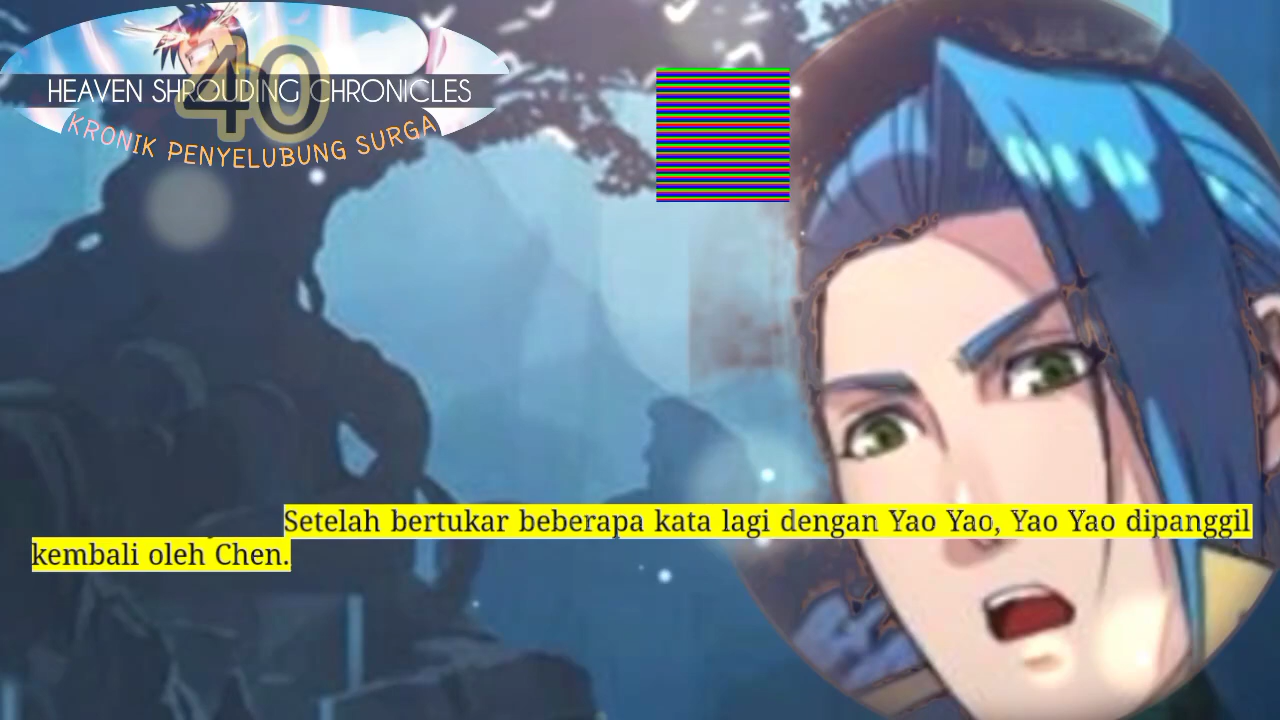 40
HEAVEN SHROUDING CHRONICLES
KRONIK PENYELUBUNG SURGA
Setelah bertukar beberapa kata lagi dengan Yao Yao, Yao Yao dipanggil
kembali oleh Chen.